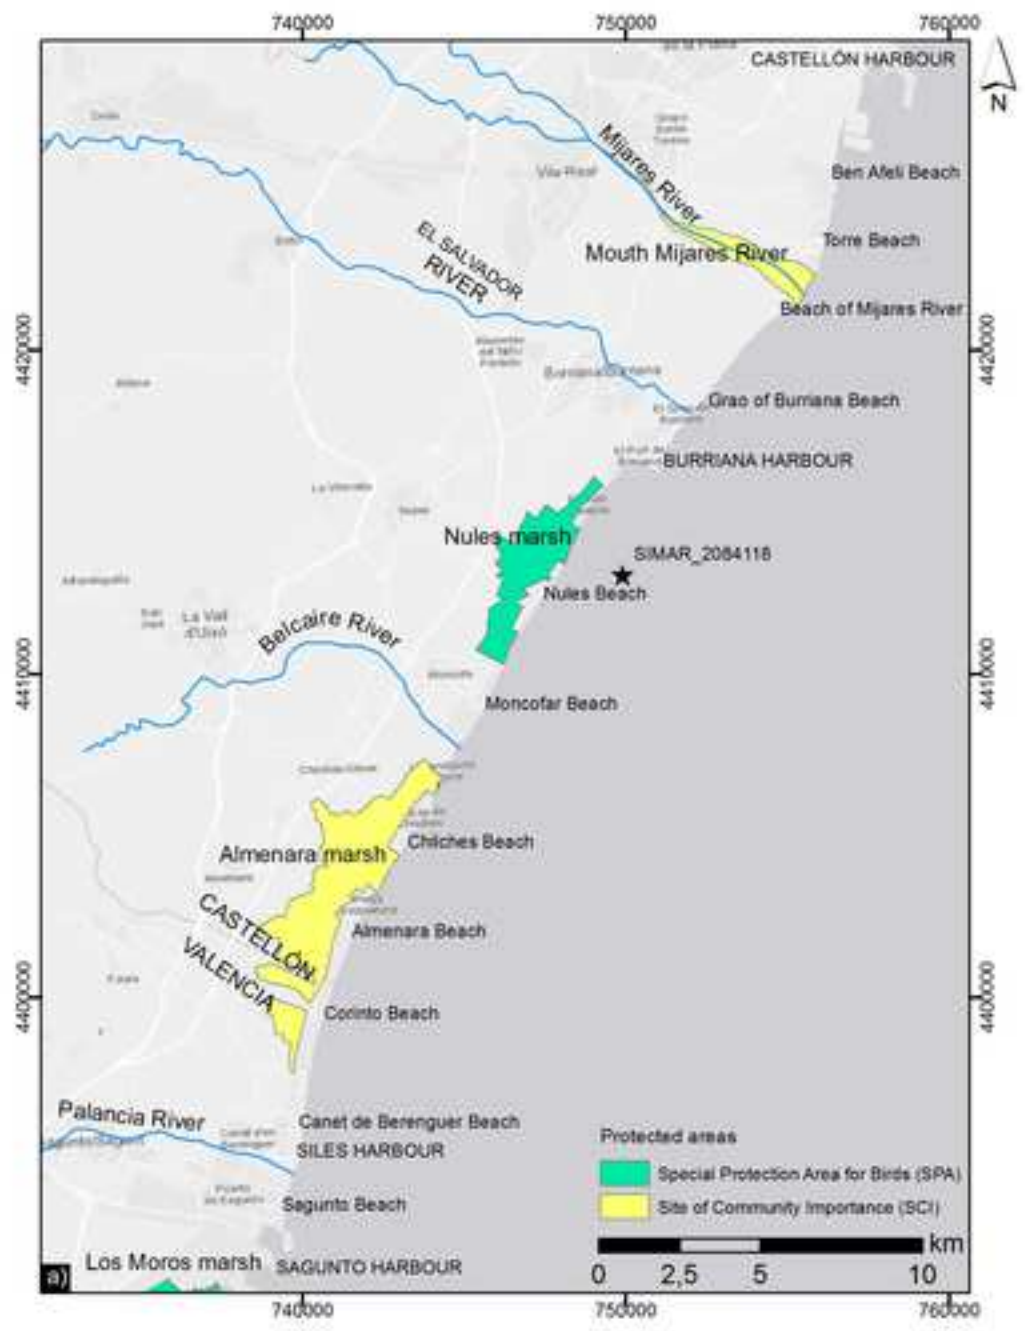 740000
750000
760000
CASTELLÓN HARBOUR
N
Mijares River
Vila-Real
Ben Afeli Beach
Torre Beach
EL SALVADOR
RIVER
Mouth Mijares River
Beach of Mijares River
4420000
4420000
Grao of Burriana Beach
BURRIANA HARBOUR
Nules marsh
SIMAR_2084118
Nules Beach
La Vall
d'Uixó
Belcaire River
4410000
4410000
Moncofar Beach
Chilches Beach
Almenara marsh
CASTELLÓN
VALENCIA
Almenara Beach
4400000
4400000
Corinto Beach
Palancia River
Canet de Berenguer Beach
SILES HARBOUR
Sagunto Beach
Los Moros marsh
SAGUNTO HARBOUR
Protected areas
Special Protection Area for Birds (SPA)
Site of Community Importance (SCI)
km
0
2,5
5
10
a)
740000
750000
760000